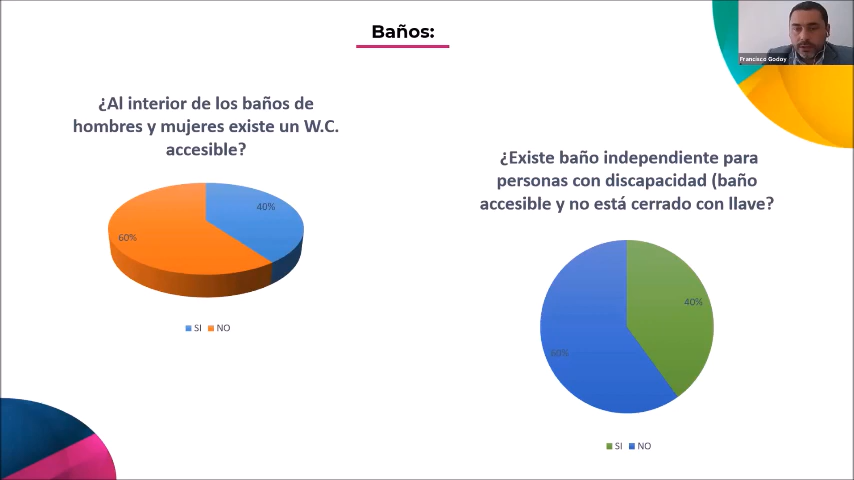 Baños:
Francisco Godoy
¿Al interior de los baños de
hombres y mujeres existe un W.C.
accesible?
40%
60%
SI NO
¿Existe baño independiente para
personas con discapacidad (baño
accesible y no está cerrado con llave?
40%
60%
SI NO